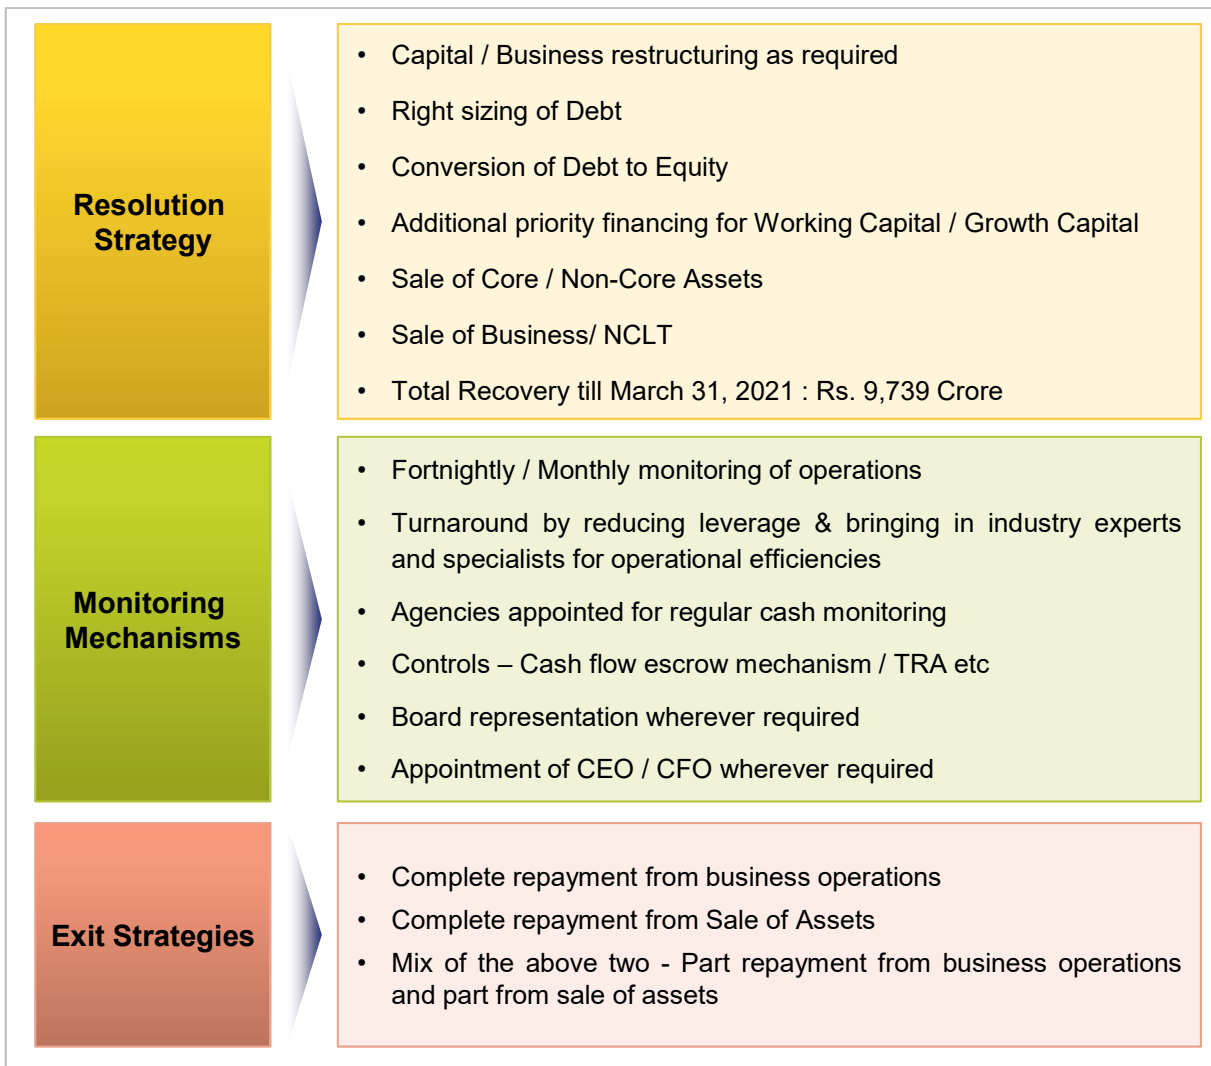 Resolution
Strategy
• Capital / Business restructuring as required
• Right sizing of Debt
• Conversion of Debt to Equity
• Additional priority financing for Working Capital / Growth Capital
• Sale of Core / Non-Core Assets
• Sale of Business/ NCLT
• Total Recovery till March 31, 2021 : Rs. 9,739 Crore
Monitoring
Mechanisms
• Fortnightly / Monthly monitoring of operations
• Turnaround by reducing leverage & bringing in industry experts
and specialists for operational efficiencies
• Agencies appointed for regular cash monitoring
• Controls – Cash flow escrow mechanism / TRA etc
• Board representation wherever required
• Appointment of CEO / CFO wherever required
Exit Strategies
• Complete repayment from business operations
• Complete repayment from Sale of Assets
• Mix of the above two - Part repayment from business operations
and part from sale of assets